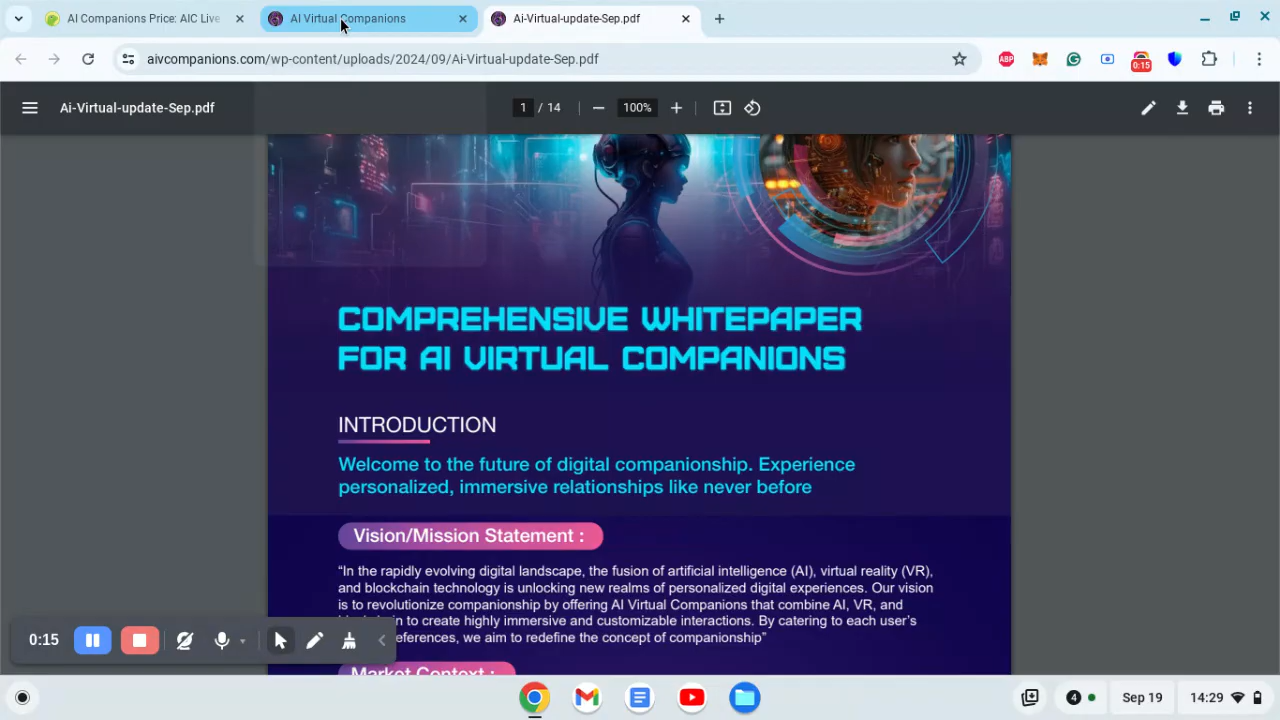 AI Companions Price: AIC Live
AI Virtual Companions
Ai-Virtual-update-Sep.pdf
aivcompanions.com/wp-content/uploads/2024/09/Ai-Virtual-update-Sep.pdf
ABP
0:15
Ai-Virtual-update-Sep.pdf
1 / 14
100%
COMPREHENSIVE WHITEPAPER
FOR AI VIRTUAL COMPANIONS
INTRODUCTION
Welcome to the future of digital companionship. Experience
personalized, immersive relationships like never before
Vision/Mission Statement :
“In the rapidly evolving digital landscape, the fusion of artificial intelligence (AI), virtual reality (VR),
and blockchain technology is unlocking new realms of personalized digital experiences. Our vision
is to revolutionize companionship by offering AI Virtual Companions that combine AI, VR, and
to create highly immersive and customizable interactions. By catering to each user's
we aim to redefine the concept of companionship”
Market Context :
0:15
4
Sep 19
14:29